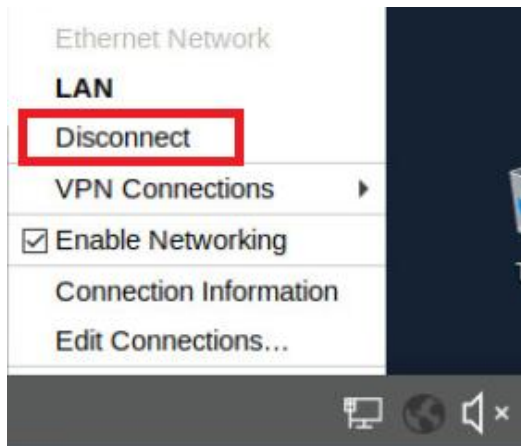 Ethernet Network
LAN
Disconnect
VPN Connections
Enable Networking
Connection Information
Edit Connections…